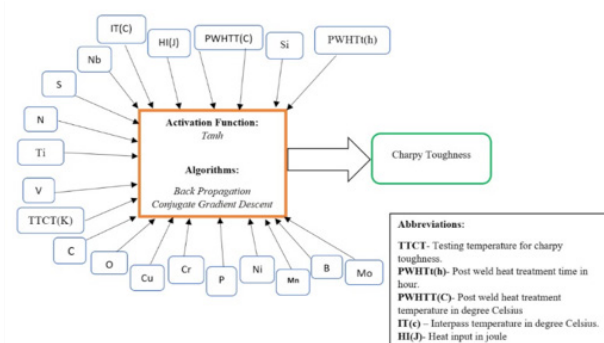 IT(C)
HI(J)
PWHTT(C)
Si
PWHTt(h)
Nb
S
N
Ti
V
TTCT(K)
C
O
Cu
Cr
P
Ni
Mn
B
Mo
Activation Function:
Tanh
Algorithms:
Back Propagation
Conjugate Gradient Descent
Charpy Toughness
Abbreviations:
TTCT- Testing temperature for charpy
toughness.
PWHTt(h)- Post weld heat treatment time in
hour.
PWHTT(C)- Post weld heat treatment
temperature in degree Celsius
IT(c) – Interpass temperature in degree Celsius.
HI(J)- Heat input in joule